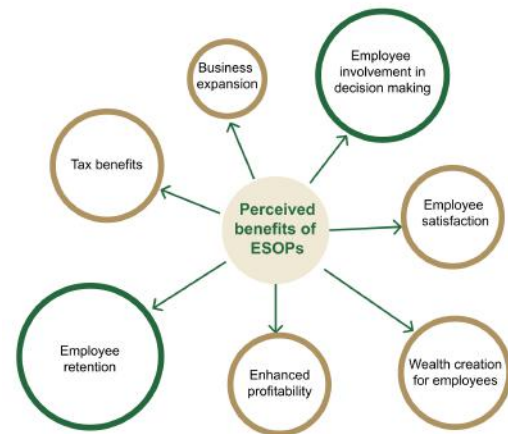 Business
expansion
Employee
involvement in
decision making
Tax benefits
Perceived
benefits of
ESOPs
Employee
satisfaction
Employee
retention
Enhanced
profitability
Wealth creation
for employees